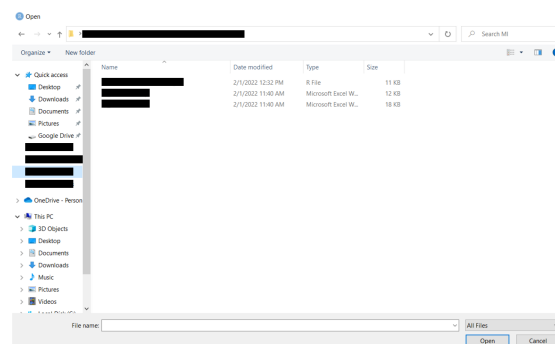 Open
Search MI
Organize New folder
Name Date modified Type Size
Quick access
Desktop
Downloads
Documents
Pictures
Google Drive
2/1/2022 12:32 PM R File 11 KB
2/1/2022 11:40 AM Microsoft Excel W... 12 KB
2/1/2022 11:40 AM Microsoft Excel W... 18 KB
OneDrive - Person
This PC
3D Objects
Desktop
Documents
Downloads
Music
Pictures
Videos
File name:
All Files
Open Cancel